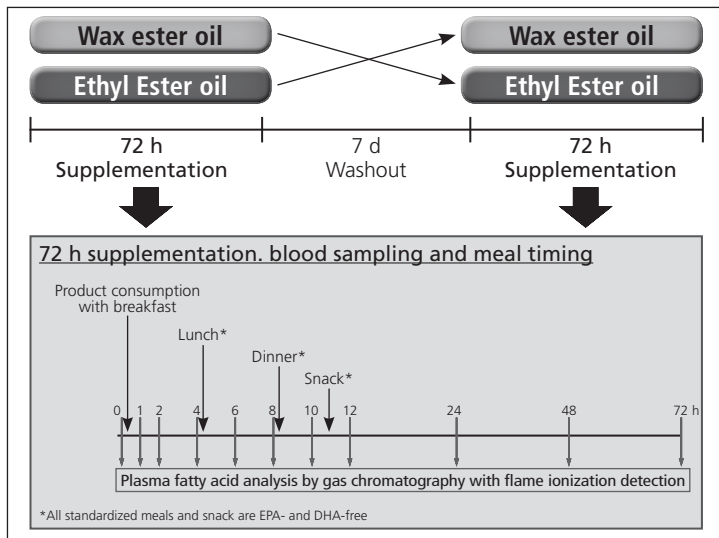 Wax ester oil
Wax ester oil
Ethyl Ester oil
Ethyl Ester oil
72 h
Supplementation
7 d
Washout
72 h
Supplementation
72 h supplementation. blood sampling and meal timing
Product consumption
with breakfast
Lunch*
Dinner*
Snack*
0 1 2 4 6 8 10 12 24 48 72 h
Plasma fatty acid analysis by gas chromatography with flame ionization detection
*All standardized meals and snack are EPA- and DHA-free